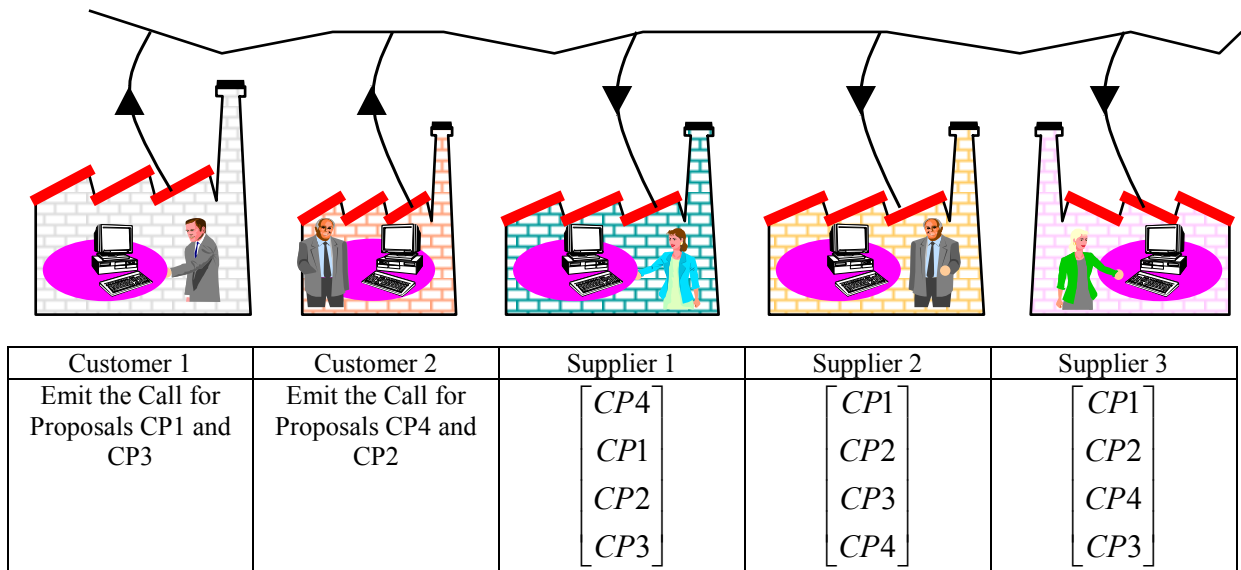 Customer 1
Customer 2
Supplier 1
Supplier 2
Supplier 3
Emit the Call for
Proposals CP1 and
CP3
Emit the Call for
Proposals CP4 and
CP2
CP4
CP1
CP2
CP3
CP1
CP2
CP3
CP4
CP1
CP2
CP4
CP3